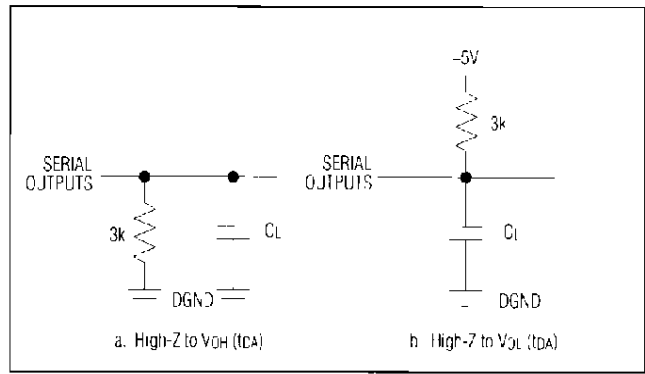 -5V
3k
SERIAL
OUTPUTS
SERIAL
OUTPUTS
3k
CL
CL
DGND
DGND
a. High-Z to VOH (tDA)
b. High-Z to VOL (tDA)